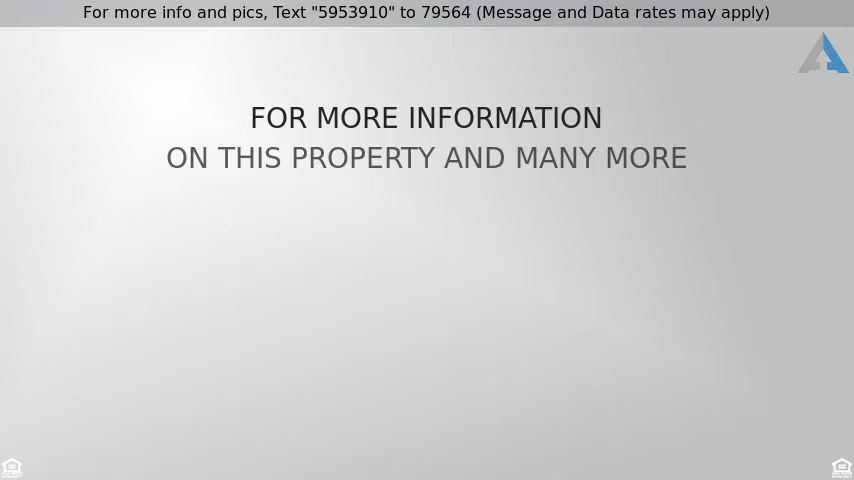 For more info and pics, Text "5953910" to 79564 (Message and Data rates may apply)
FOR MORE INFORMATION
ON THIS PROPERTY AND MANY MORE